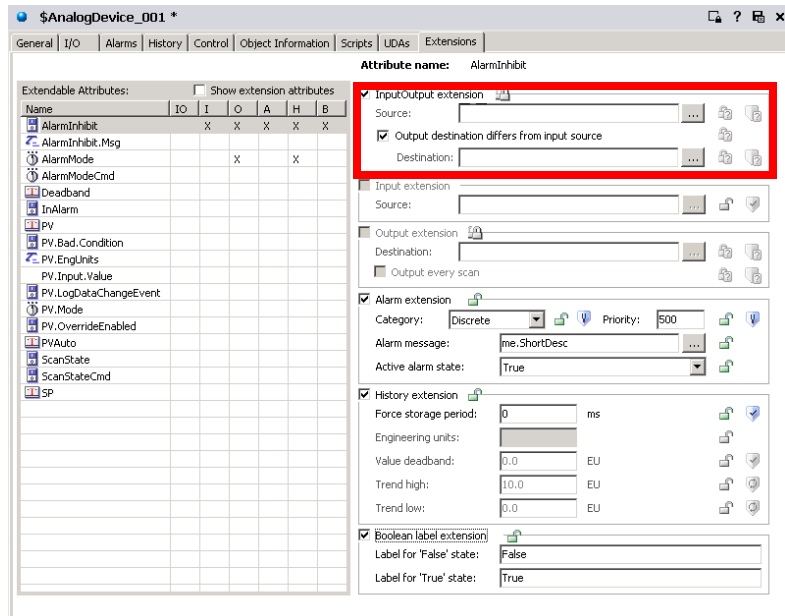 $AnalogDevice_001 *
General I/O Alarms History Control Object Information Scripts UDAs Extensions
Attribute name: AlarmInhibit
Extendable Attributes: Show extension attributes
Name IO I O A H B
AlarmInhibit X X X X X
AlarmInhibit.Msg
AlarmMode X X
AlarmModeCmd
Deadband
InAlarm
PV
PV.Bad.Condition
PV.EngUnits
PV.Input.Value
PV.LogDataChangeEvent
PV.Mode
PV.OverrideEnabled
PVAuto
ScanState
ScanStateCmd
SP
InputOutput extension
Source: ...
Output destination differs from input source
Destination: ...
Input extension
Source: ...
Output extension
Destination: ...
Output every scan
Alarm extension
Category: Discrete Priority: 500
Alarm message: me.ShortDesc ...
Active alarm state: True
History extension
Force storage period: 0 ms
Engineering units:
Value deadband: 0.0 EU
Trend high: 10.0 EU
Trend low: 0.0 EU
Boolean label extension
Label for 'False' state: False
Label for 'True' state: True